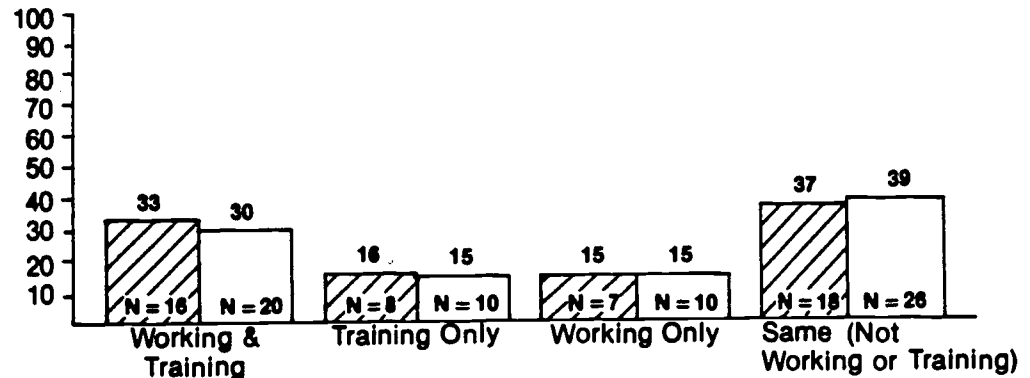 100
90
80
70
60
50
40
30
20
10
33
30
16
15
15
15
37
39
N = 16
N = 20
N = 8
N = 10
N = 7
N = 10
N = 18
N = 26
Working &
Training
Training Only
Working Only
Same (Not
Working or Training)